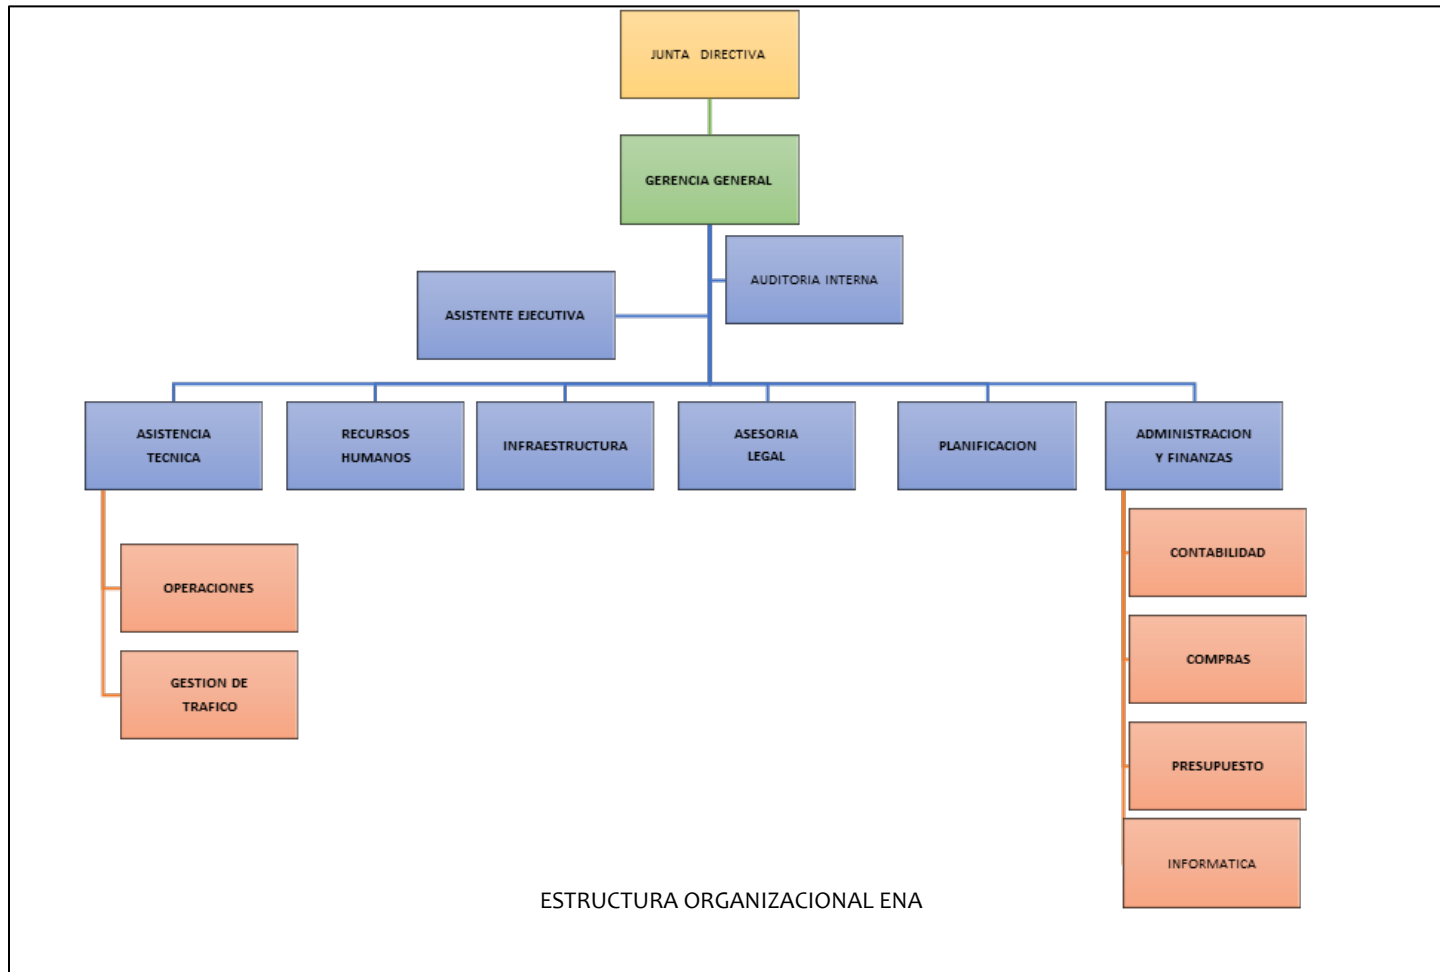 JUNTA DIRECTIVA
GERENCIA GENERAL
AUDITORIA INTERNA
ASISTENTE EJECUTIVA
ASISTENCIA
TECNICA
RECURSOS
HUMANOS
INFRAESTRUCTURA
ASESORIA
LEGAL
PLANIFICACION
ADMINISTRACION
Y FINANZAS
OPERACIONES
GESTION DE
TRAFICO
CONTABILIDAD
COMPRAS
PRESUPUESTO
INFORMATICA
ESTRUCTURA ORGANIZACIONAL ENA